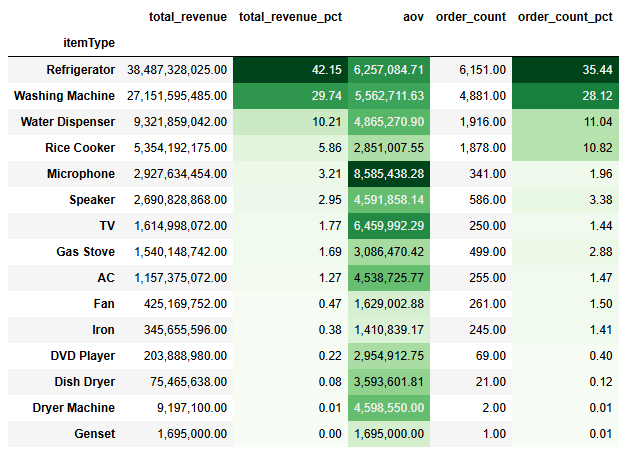 total_revenue total_revenue_pct aov order_count order_count_pct
itemType
Refrigerator 38,487,328,025.00 42.15 6,257,084.71 6,151.00 35.44
Washing Machine 27,151,595,485.00 29.74 5,562,711.63 4,881.00 28.12
Water Dispenser 9,321,859,042.00 10.21 4,865,270.90 1,916.00 11.04
Rice Cooker 5,354,192,175.00 5.86 2,851,007.55 1,878.00 10.82
Microphone 2,927,634,454.00 3.21 8,585,438.28 341.00 1.96
Speaker 2,690,828,868.00 2.95 4,591,858.14 586.00 3.38
TV 1,614,998,072.00 1.77 6,459,992.29 250.00 1.44
Gas Stove 1,540,148,742.00 1.69 3,086,470.42 499.00 2.88
AC 1,157,375,072.00 1.27 4,538,725.77 255.00 1.47
Fan 425,169,752.00 0.47 1,629,002.88 261.00 1.50
Iron 345,655,596.00 0.38 1,410,839.17 245.00 1.41
DVD Player 203,888,980.00 0.22 2,954,912.75 69.00 0.40
Dish Dryer 75,465,638.00 0.08 3,593,601.81 21.00 0.12
Dryer Machine 9,197,100.00 0.01 4,598,550.00 2.00 0.01
Genset 1,695,000.00 0.00 1,695,000.00 1.00 0.01